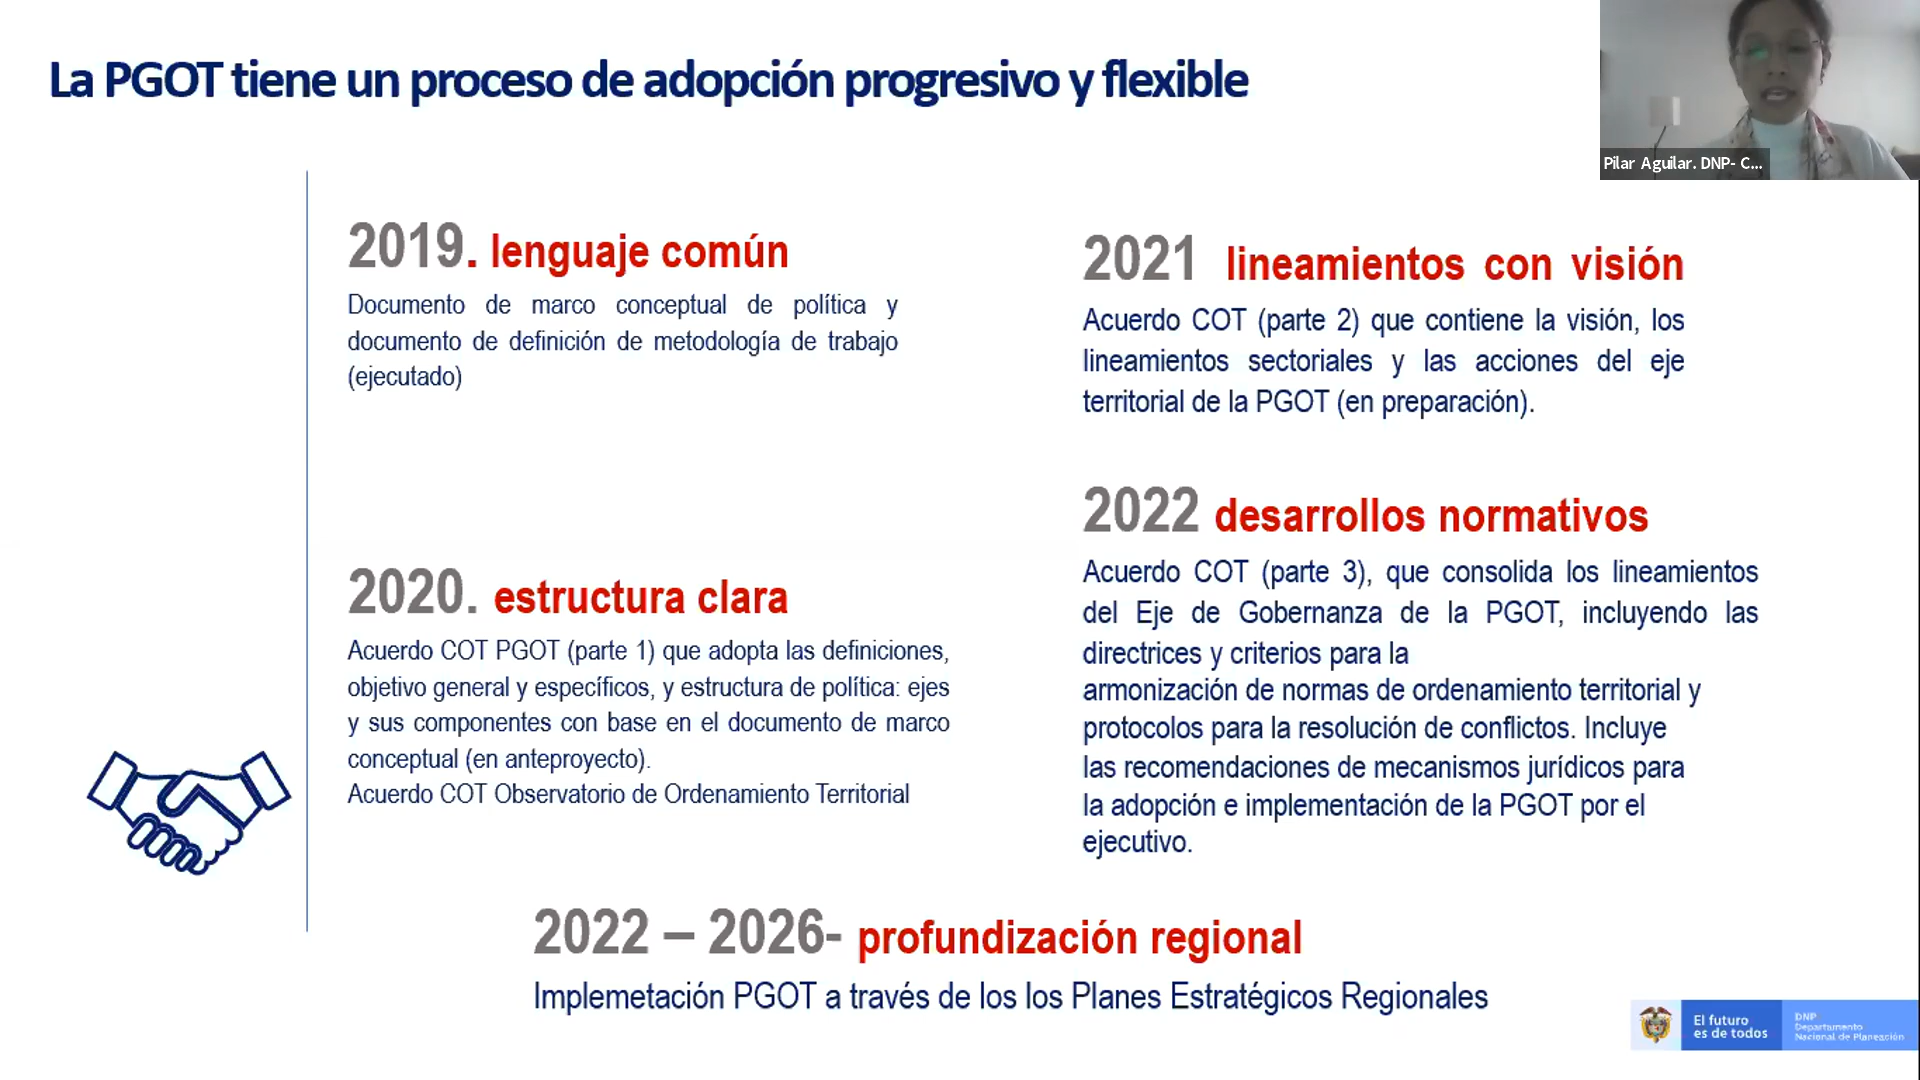 La PGOT tiene un proceso de adopción progresivo y flexible
Pilar Aguilar. DNP- C...
2019. lenguaje común
Documento de marco conceptual de política y
documento de definición de metodología de trabajo
(ejecutado)
2020. estructura clara
Acuerdo COT PGOT (parte 1) que adopta las definiciones,
objetivo general y específicos, y estructura de política: ejes
y sus componentes con base en el documento de marco
conceptual (en anteproyecto).
Acuerdo COT Observatorio de Ordenamiento Territorial
2021 lineamientos con visión
Acuerdo COT (parte 2) que contiene la visión, los
lineamientos sectoriales y las acciones del eje
territorial de la PGOT (en preparación).
2022 desarrollos normativos
Acuerdo COT (parte 3), que consolida los lineamientos
del Eje de Gobernanza de la PGOT, incluyendo las
directrices y criterios para la
armonización de normas de ordenamiento territorial y
protocolos para la resolución de conflictos. Incluye
las recomendaciones de mecanismos jurídicos para
la adopción e implementación de la PGOT por el
ejecutivo.
2022 – 2026- profundización regional
Implemetación PGOT a través de los los Planes Estratégicos Regionales
El futuro
es de todos
DNP
Departamento
Nacional de Planeación